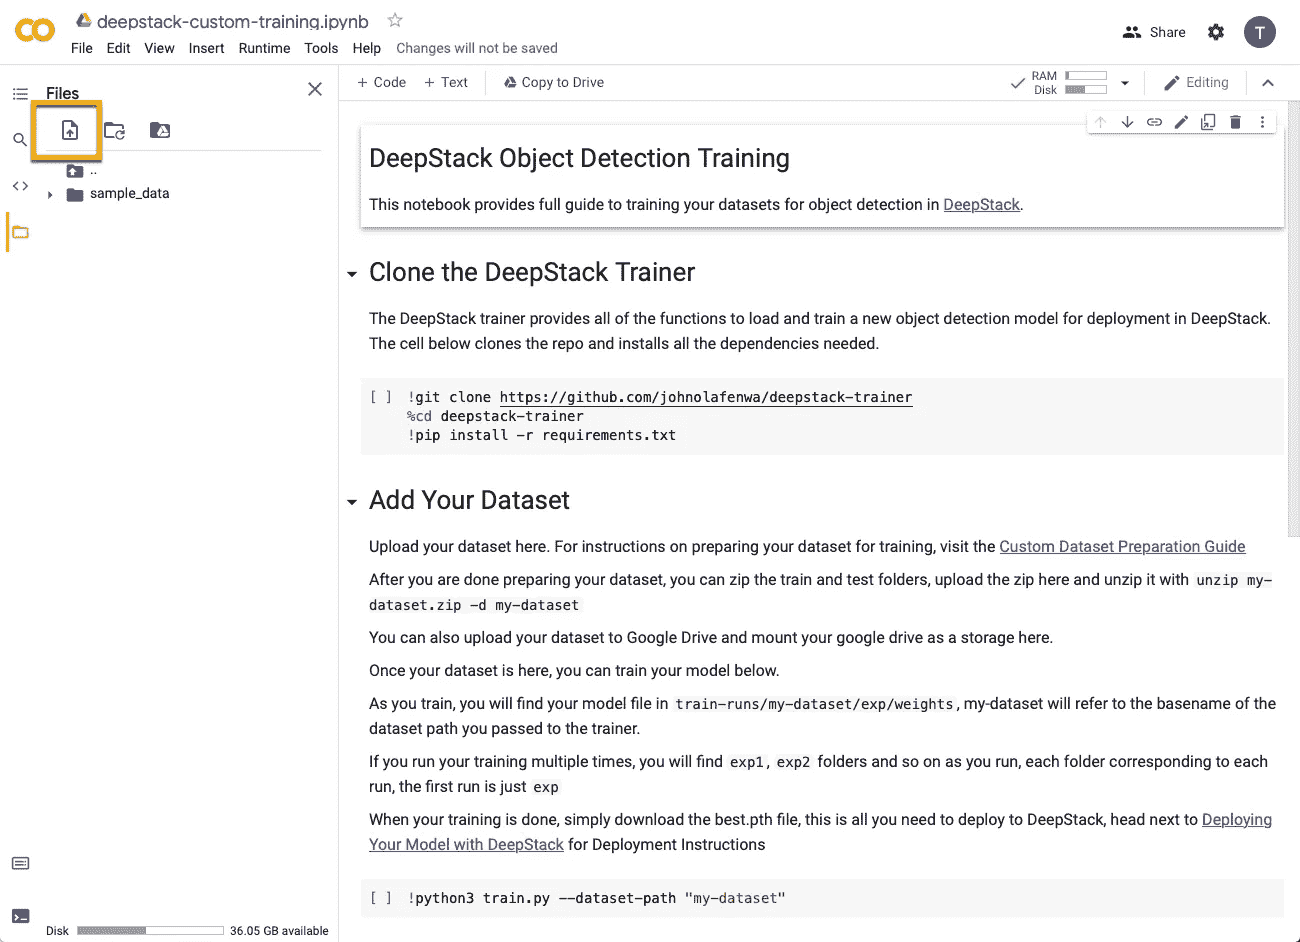 deepstack-custom-training.ipynb
File Edit View Insert Runtime Tools Help Changes will not be saved
Share
T
Files
+ Code + Text Copy to Drive
RAM
Disk
Editing
..
sample_data
DeepStack Object Detection Training
This notebook provides full guide to training your datasets for object detection in DeepStack.
Clone the DeepStack Trainer
The DeepStack trainer provides all of the functions to load and train a new object detection model for deployment in DeepStack.
The cell below clones the repo and installs all the dependencies needed.
[ ] !git clone https://github.com/johnolafenwa/deepstack-trainer
%cd deepstack-trainer
!pip install -r requirements.txt
Add Your Dataset
Upload your dataset here. For instructions on preparing your dataset for training, visit the Custom Dataset Preparation Guide
After you are done preparing your dataset, you can zip the train and test folders, upload the zip here and unzip it with unzip my-
dataset.zip -d my-dataset
You can also upload your dataset to Google Drive and mount your google drive as a storage here.
Once your dataset is here, you can train your model below.
As you train, you will find your model file in train-runs/my-dataset/exp/weights, my-dataset will refer to the basename of the
dataset path you passed to the trainer.
If you run your training multiple times, you will find exp1, exp2 folders and so on as you run, each folder corresponding to each
run, the first run is just exp
When your training is done, simply download the best.pth file, this is all you need to deploy to DeepStack, head next to Deploying
Your Model with DeepStack for Deployment Instructions
[ ] !python3 train.py --dataset-path "my-dataset"
Disk 36.05 GB available